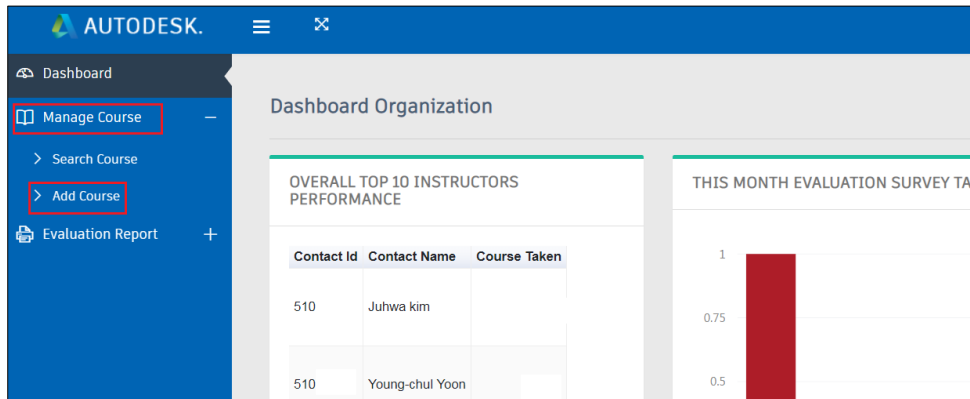 AUTODESK.
Dashboard
Manage Course
Search Course
Add Course
Evaluation Report
Dashboard Organization
OVERALL TOP 10 INSTRUCTORS
PERFORMANCE
Contact Id Contact Name Course Taken
510 Juhwa kim
510 Young-chul Yoon
THIS MONTH EVALUATION SURVEY TA
1
0.75
0.5